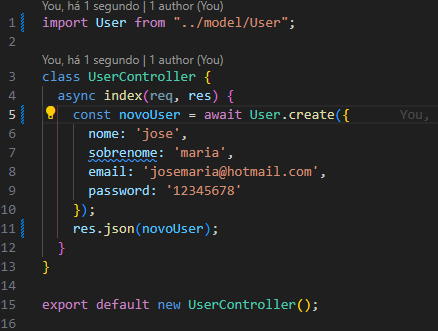 You, há 1 segundo | 1 author (You)
1 import User from "../model/User";
2
You, há 1 segundo | 1 author (You)
3 class UserController {
4 async index(req, res) {
5 const novoUser = await User.create({ You,
6 nome: 'jose',
7 sobrenome: 'maria',
8 email: 'josemaria@hotmail.com',
9 password: '12345678'
10 });
11 res.json(novoUser);
12 }
13 }
14
15 export default new UserController();
16